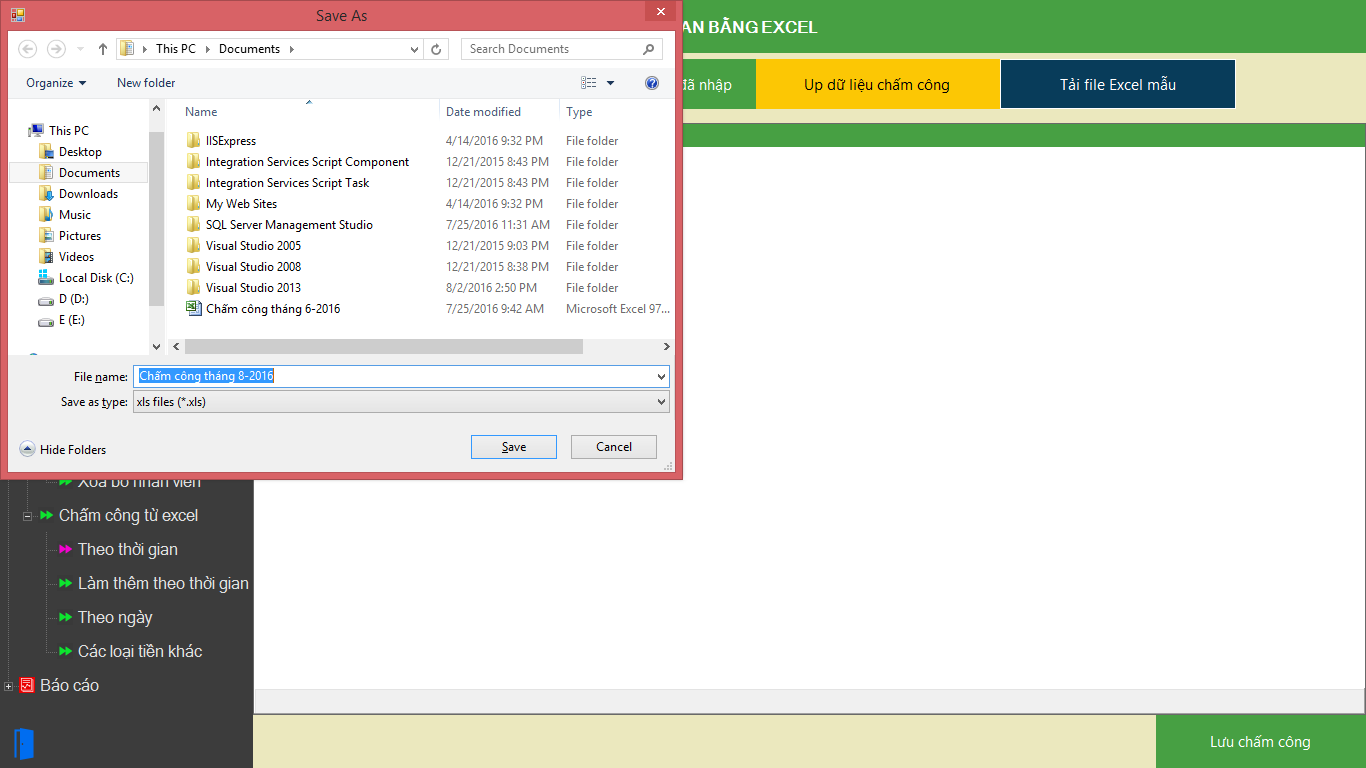 Save As
AN BẰNG EXCEL
This PC
Documents
Search Documents
Organize
New folder
đã nhập
Up dữ liệu chấm công
Tải file Excel mẫu
Name
Date modified
Type
This PC
Desktop
Documents
Downloads
Music
Pictures
Videos
Local Disk (C:)
D (D:)
E (E:)
IISExpress 4/14/2016 9:32 PM File folder
Integration Services Script Component 12/21/2015 8:43 PM File folder
Integration Services Script Task 12/21/2015 8:43 PM File folder
My Web Sites 4/14/2016 9:32 PM File folder
SQL Server Management Studio 7/25/2016 11:31 AM File folder
Visual Studio 2005 12/21/2015 9:03 PM File folder
Visual Studio 2008 12/21/2015 8:38 PM File folder
Visual Studio 2013 8/2/2016 2:50 PM File folder
Chấm công tháng 6-2016 7/25/2016 9:42 AM Microsoft Excel 97...
File name: Chấm công tháng 8-2016
Save as type: xls files (*.xls)
Hide Folders
Save
Cancel
Xóa bỏ nhân viên
Chấm công từ excel
Theo thời gian
Làm thêm theo thời gian
Theo ngày
Các loại tiền khác
Báo cáo
Lưu chấm công